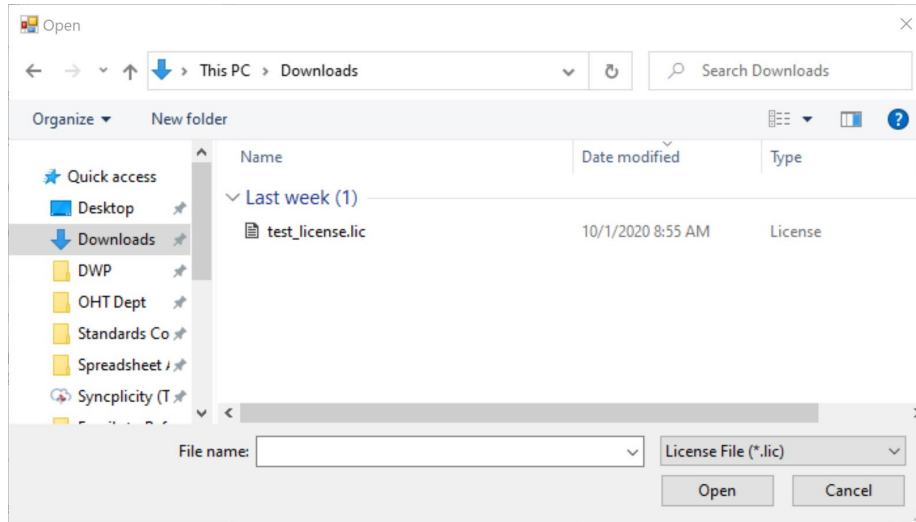 Open
This PC > Downloads
Search Downloads
Organize
New folder
Name
Date modified
Type
Quick access
Desktop
Downloads
DWP
OHT Dept
Standards Co
Spreadsheet
Syncplicity (T
Last week (1)
test_license.lic
10/1/2020 8:55 AM
License
File name:
License File (*.lic)
Open
Cancel